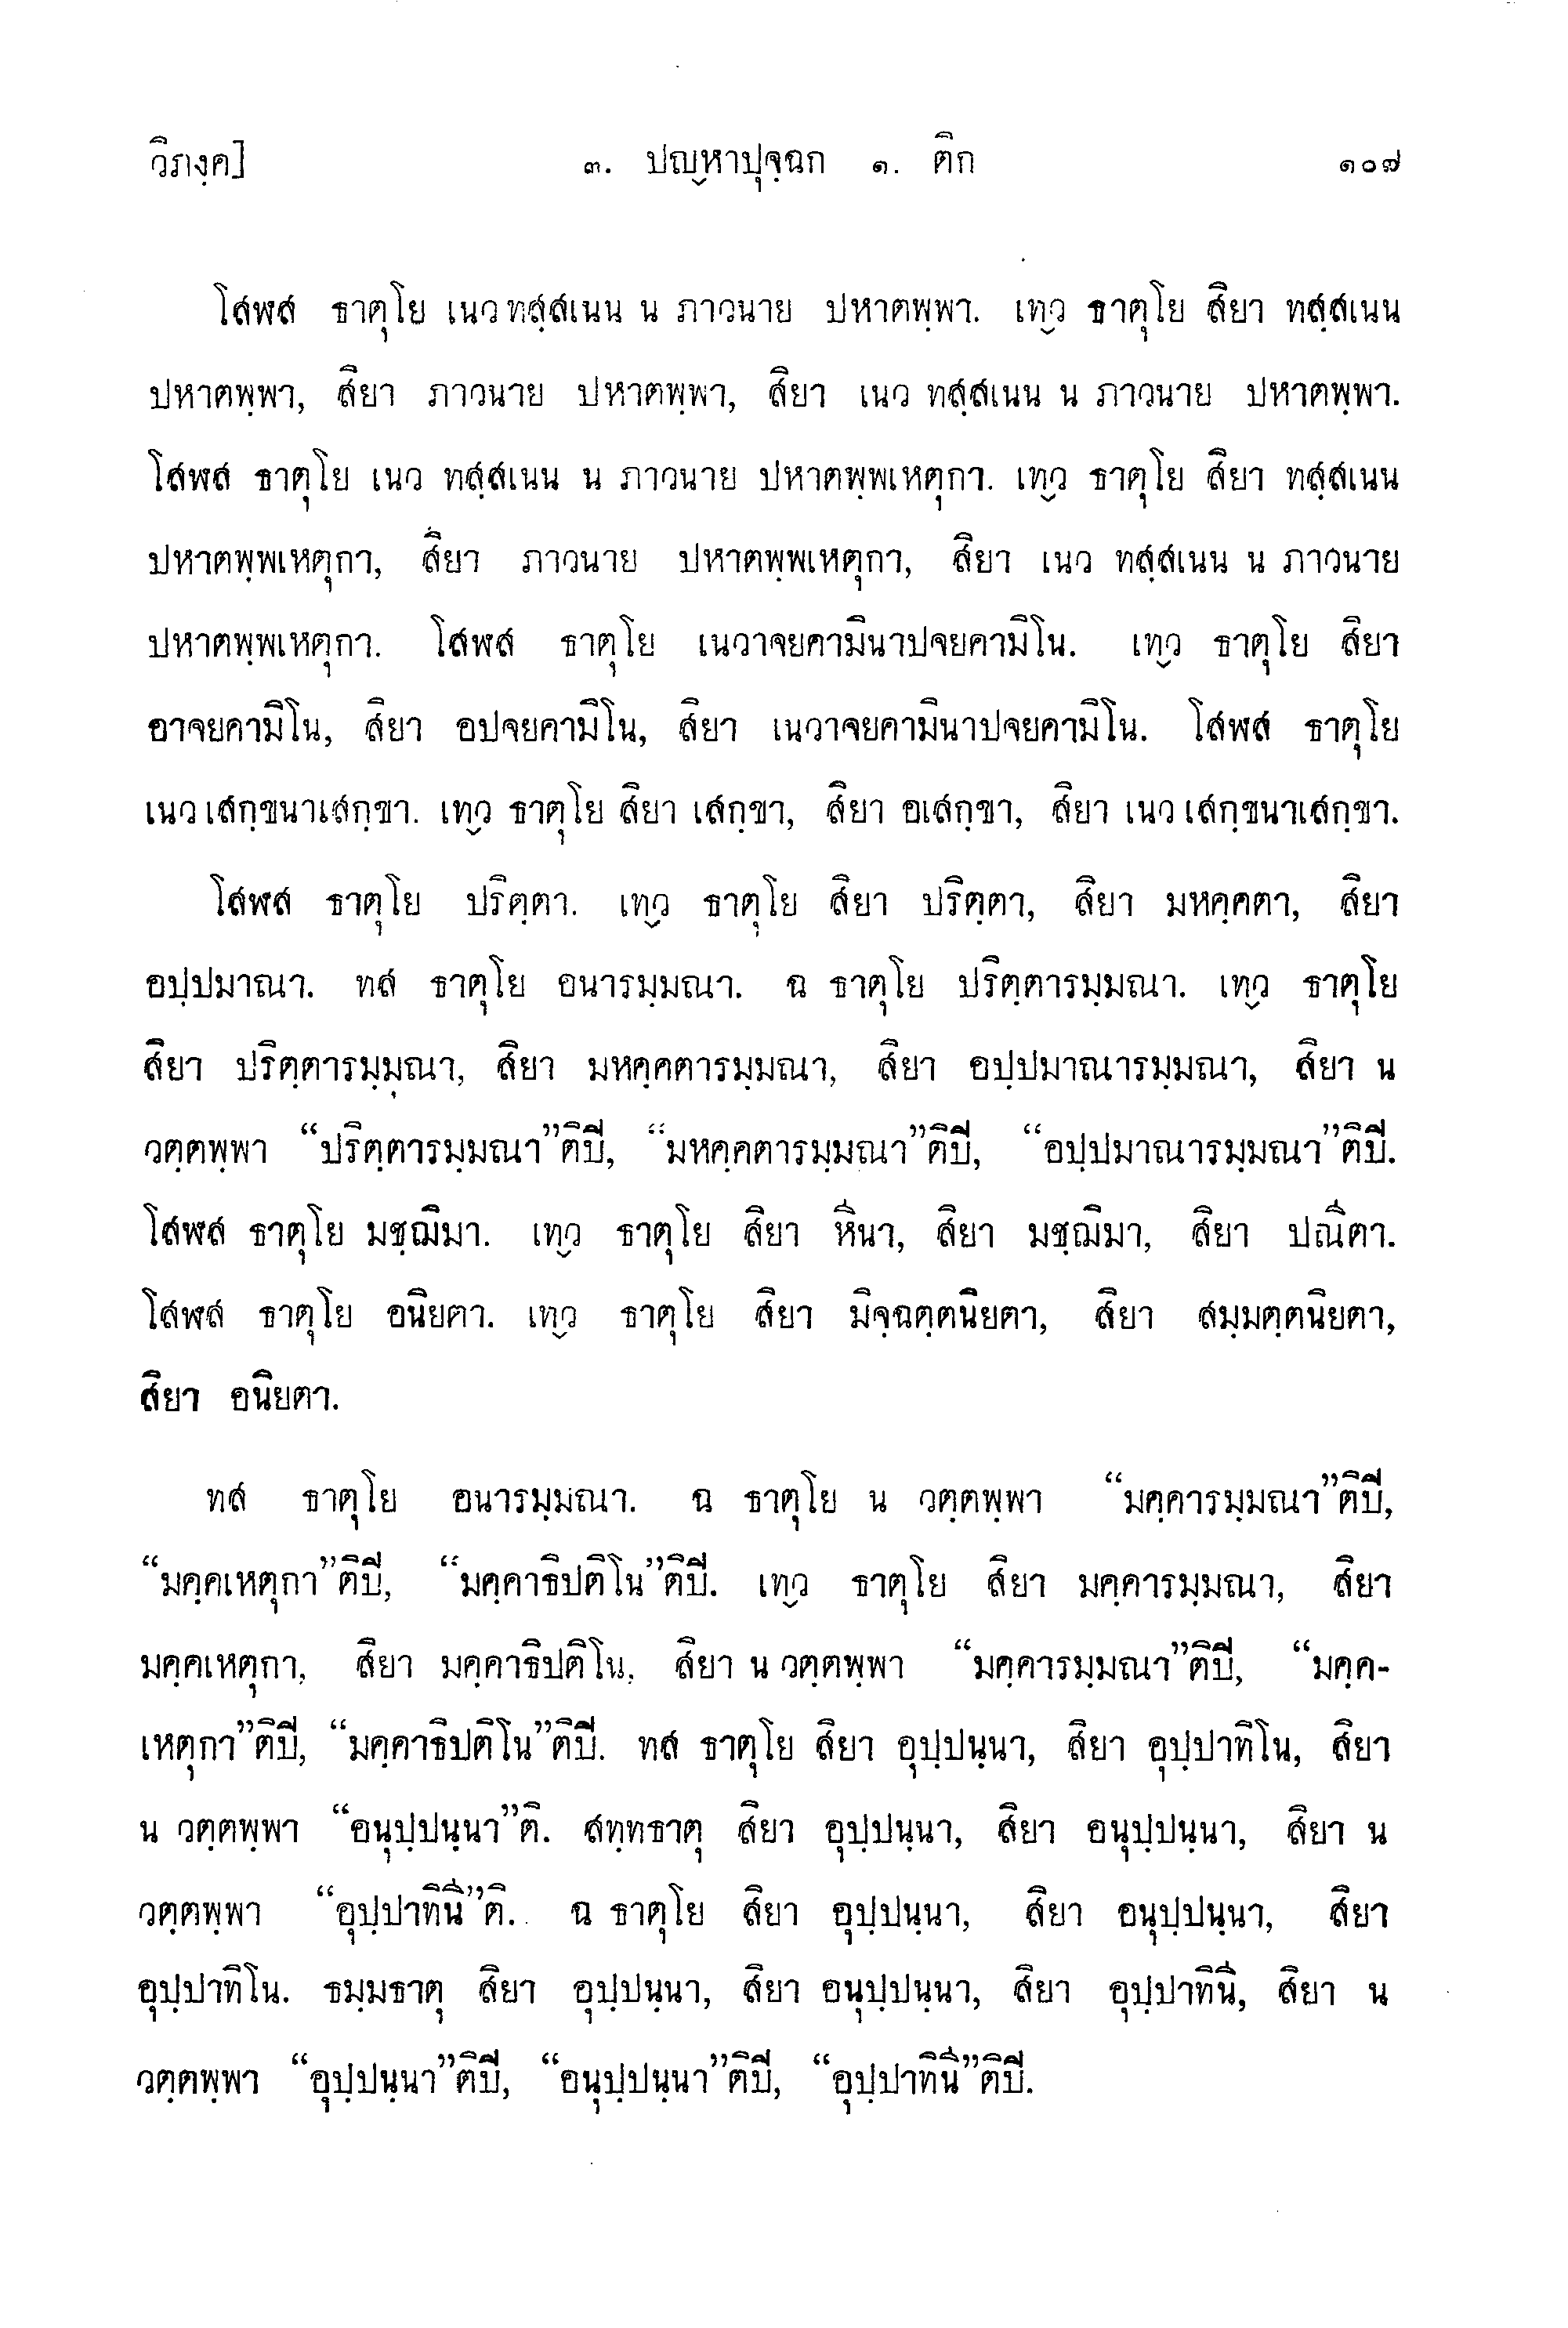 วิภงฺค]	๓. ปญฺหาปุจฺฉก ๑. ติก	๑๐๗
โสฬส ธาตุโย เนว ทสฺสเนน น ภาวนาย ปหาตพฺพา. เทฺว ธาตุโย สิยา ทสฺสเนน
ปหาตพฺพา, สิยา ภาวนาย ปหาตพฺพา, สิยา เนว ทสฺสเนน น ภาวนาย ปหาตพฺพา.
โสฬส ธาตุโย เนว ทสฺสเนน น ภาวนาย ปหาตพฺพเหตุกา. เทฺว ธาตุโย สิยา ทสฺสเนน
ปหาตพฺพเหตุกา, สิยา ภาวนาย ปหาตพฺพเหตุกา, สิยา เนว ทสฺสเนน น ภาวนาย
ปหาตพฺพเหตุกา. โสฬส ธาตุโย เนวาจยคามินาปจยคามิโน. เทฺว ธาตุโย สิยา
อาจยคามิโน, สิยา อปจยคามิโน, สิยา เนวาจยคามินาปจยคามิโน. โสฬส ธาตุโย
เนว เสกฺขนาเสกฺขา. เทฺว ธาตุโย สิยา เสกฺขา, สิยา อเสกฺขา, สิยา เนว เสกฺขนาเสกฺขา.
โสฬส ธาตุโย ปริตฺตา. เทฺว ธาตุโย สิยา ปริตฺตา, สิยา มหคฺคตา, สิยา
อปฺปมาณา. ทส ธาตุโย อนารมฺมณา. ฉ ธาตุโย ปริตฺตารมฺมณา. เทฺว ธาตุโย
สิยา ปริตฺตารมฺมุณา, สิยา มหคฺคตารมฺมณา, สิยา อปฺปมาณารมฺมณา, สิยา น
วตฺตพฺพา “ปริตฺตารมฺมณา”ติปี, “มหคฺคตารมฺมณา”ติปี, “อปฺปมาณารมฺมณา”ติปี.
โสฬส ธาตุโย มชฺฌิมา. เทฺว ธาตุโย สิยา หีนา, สิยา มชฺฌิมา, สิยา ปณีตา.
โสฬส ธาตุโย อนิยตา. เทฺว ธาตุโย สิยา มิจฺฉตฺตนิยตา, สิยา สมฺมตฺตนิยตา,
สิยา อนิยตา.
ทส ธาตุโย อนารมฺมณา. ฉ ธาตุโย น วตฺตพฺพา “มคฺคารมฺมณา”ติปี,
“มคฺคเหตุกา”ติปี, “มคฺคาธิปติโน”ติปี. เทฺว ธาตุโย สิยา มคฺคารมฺมณา, สิยา
มคฺคเหตุกา, สิยา มคฺคาธิปติโน, สิยา น วตฺตพฺพา “มคฺคารมฺมณา”ติปี, “มคฺค-
เหตุกา”ติปี, “มคฺคาธิปติโน”ติปี. ทส ธาตุโย สิยา อุปฺปนฺนา, สิยา อุปฺปาทิโน, สิยา
น วตฺตพฺพา “อนุปฺปนฺนา”ติ. สทฺทธาตุ สิยา อุปฺปนฺนา, สิยา อนุปฺปนฺนา, สิยา น
วตฺตพฺพา “อุปฺปาทินี”ติ. ฉ ธาตุโย สิยา อุปฺปนฺนา, สิยา อนุปฺปนฺนา, สิยา
อุปฺปาทิโน. ธมฺมธาตุ สิยา อุปฺปนฺนา, สิยา อนุปฺปนฺนา, สิยา อุปฺปาทินี, สิยา น
วตฺตพฺพา “อุปฺปนฺนา”ติปี, “อนุปฺปนฺนา”ติปี, “อุปฺปาทินี”ติปี.